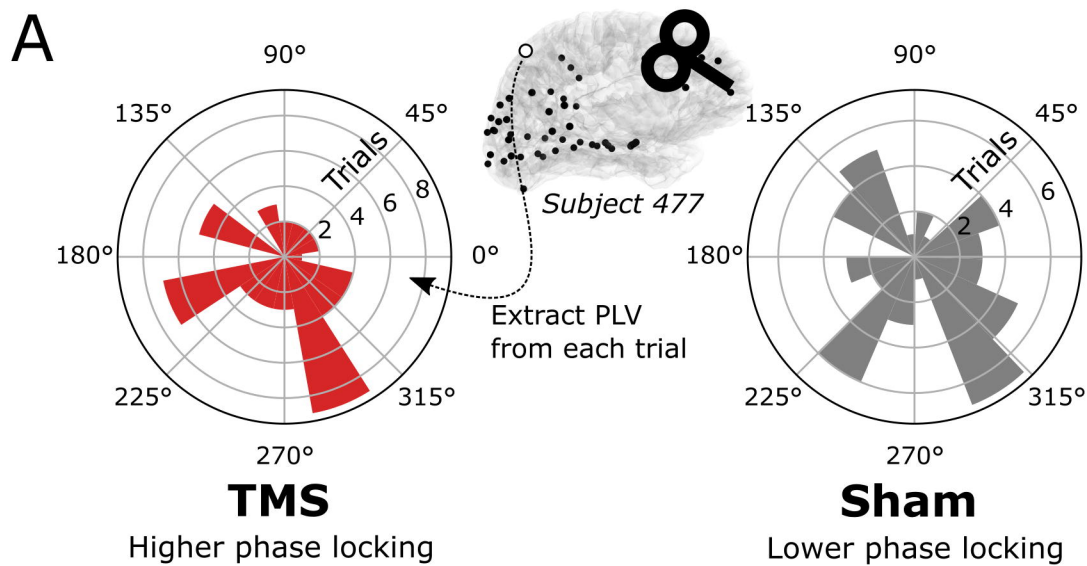 A
90°
135°
45°
Trials
2
4
6
8
180°
0°
225°
315°
270°
TMS
Higher phase locking
Subject 477
Extract PLV
from each trial
90°
135°
45°
Trials
2
4
6
180°
0°
225°
315°
270°
Sham
Lower phase locking